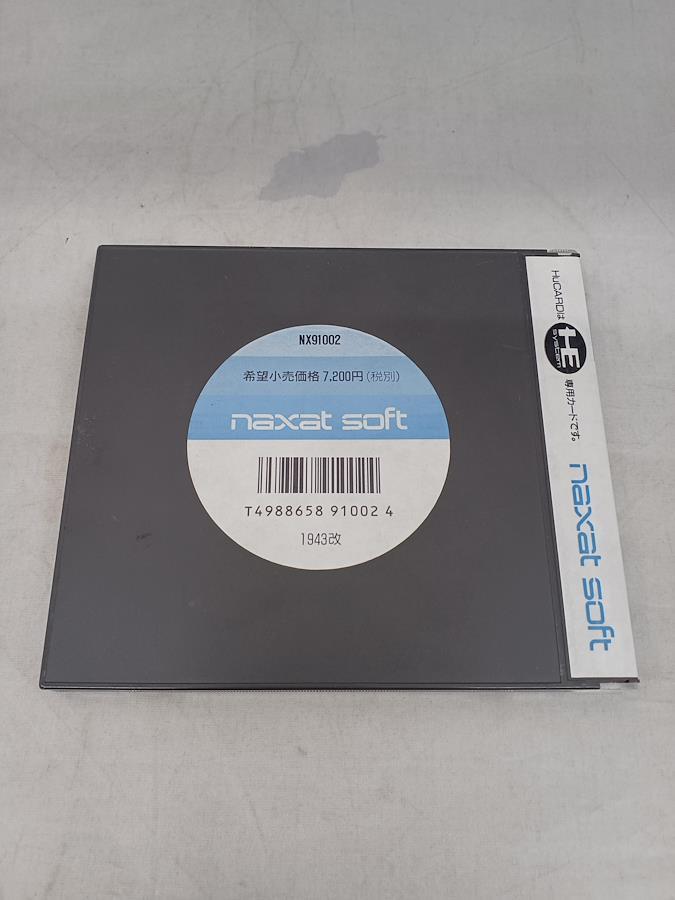 NX91002
希望小売価格 7,200円 (税別)
naxat soft
T4988658 91002 4
1943改
HuCARDは
HE
system
専用カードです。
naxat soft